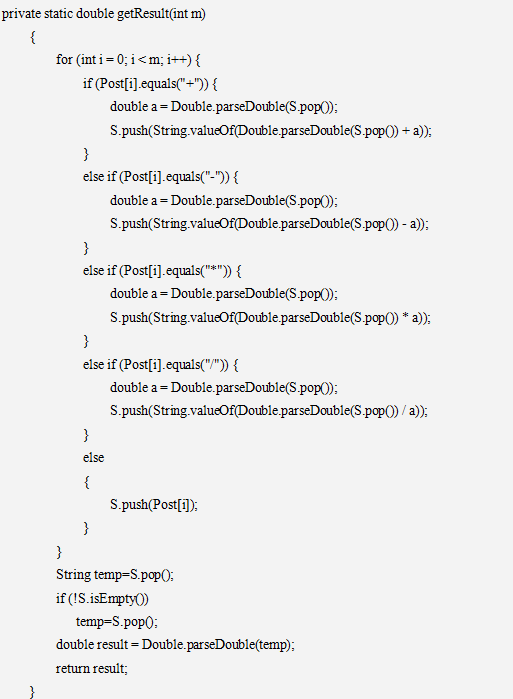 private static double getResult(int m)
{
for (int i = 0; i < m; i++) {
if (Post[i].equals("+")) {
double a = Double.parseDouble(S.pop());
S.push(String.valueOf(Double.parseDouble(S.pop()) + a));
}
else if (Post[i].equals("-")) {
double a = Double.parseDouble(S.pop());
S.push(String.valueOf(Double.parseDouble(S.pop()) - a));
}
else if (Post[i].equals("*")) {
double a = Double.parseDouble(S.pop());
S.push(String.valueOf(Double.parseDouble(S.pop()) * a));
}
else if (Post[i].equals("/")) {
double a = Double.parseDouble(S.pop());
S.push(String.valueOf(Double.parseDouble(S.pop()) / a));
}
else
{
S.push(Post[i]);
}
}
String temp=S.pop();
if (!S.isEmpty())
temp=S.pop();
double result = Double.parseDouble(temp);
return result;
}